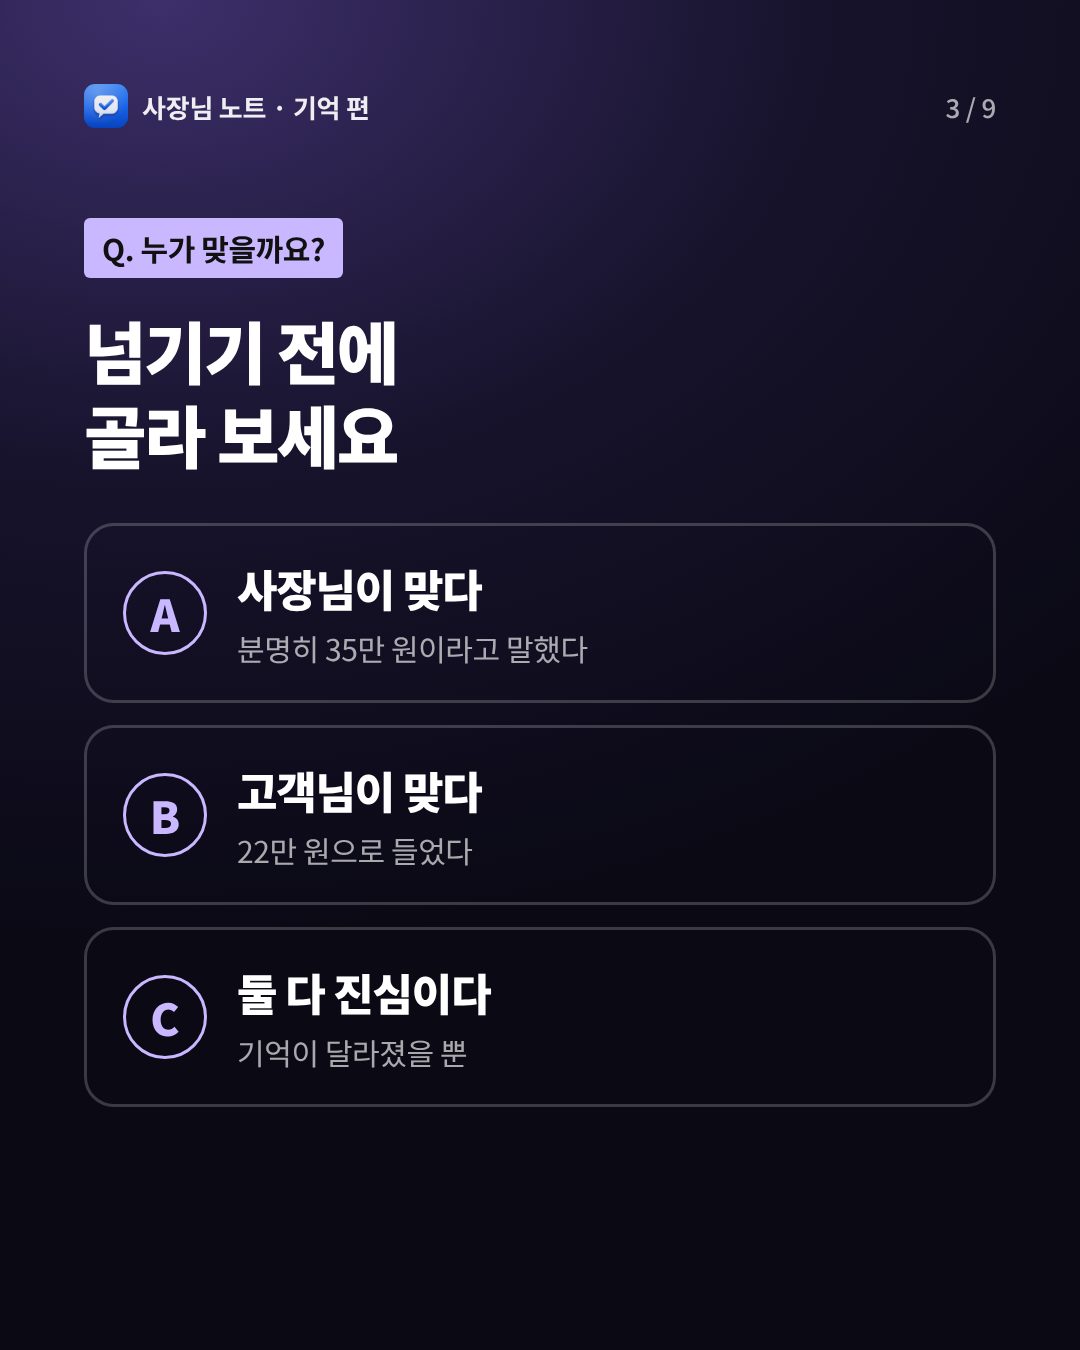 사장님 노트 · 기억 편
3 / 9
Q. 누가 맞을까요?
넘기기 전에
골라 보세요
A
사장님이 맞다
분명히 35만 원이라고 말했다
B
고객님이 맞다
22만 원으로 들었다
C
둘 다 진심이다
기억이 달라졌을 뿐